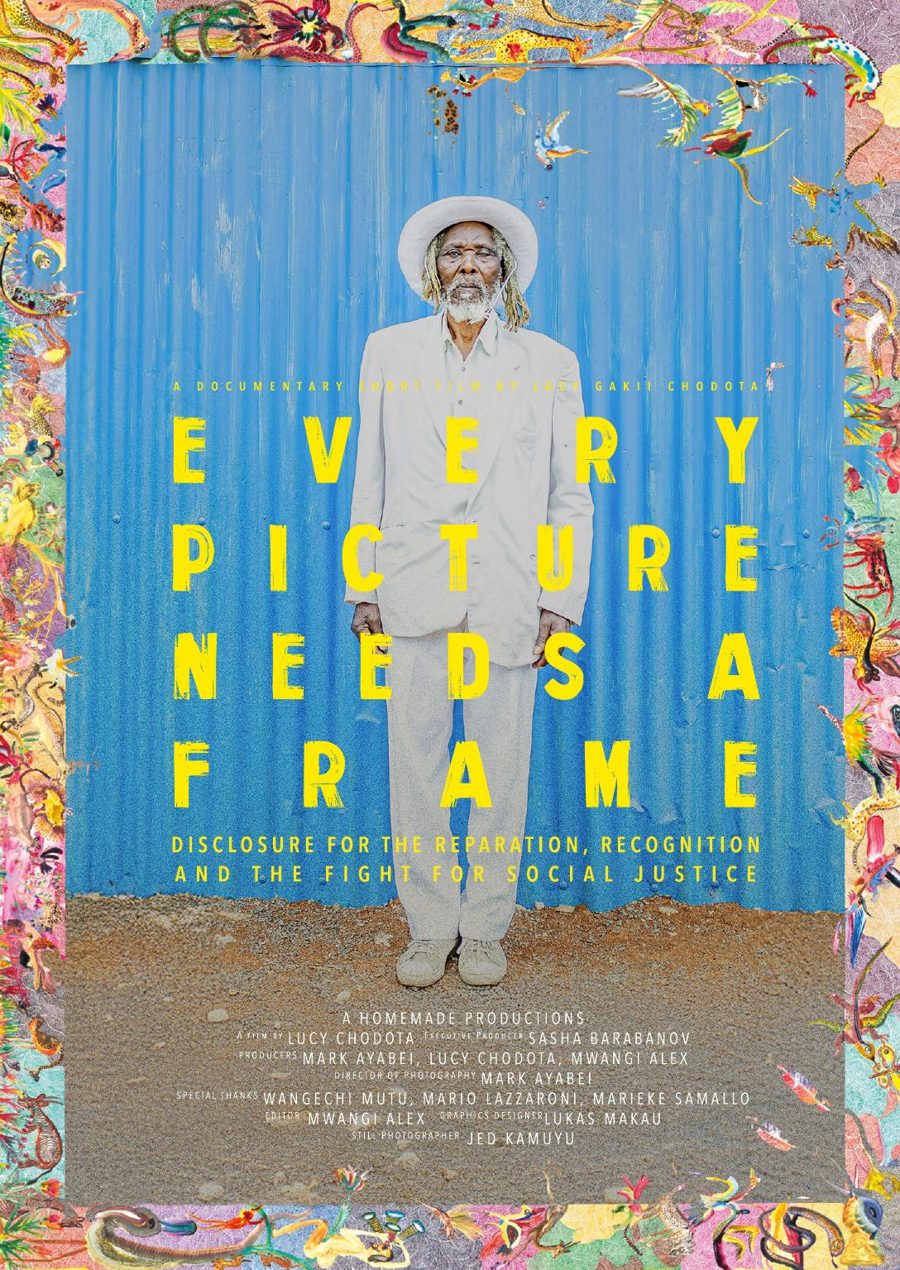 A DOCUMENTARY SHORT FILM BY LUCY GAKII CHODOTA
EVERY
PICTURE
NEEDS A
FRAME
DISCLOSURE FOR THE REPARATION, RECOGNITION
AND THE FIGHT FOR SOCIAL JUSTICE
A HOMEMADE PRODUCTIONS
A FILM BY LUCY CHODOTA EXECUTIVE PRODUCER SASHA BARABANOV
PRODUCERS MARK AYABEI, LUCY CHODOTA, MWANGI ALEX
DIRECTOR OF PHOTOGRAPHY MARK AYABEI
SPECIAL THANKS WANGECHI MUTU, MARIO LAZZARONI, MARIEKE SAMALLO
EDITOR MWANGI ALEX GRAPHICS DESIGNER LUKAS MAKAU
STILL PHOTOGRAPHER JED KAMUYU